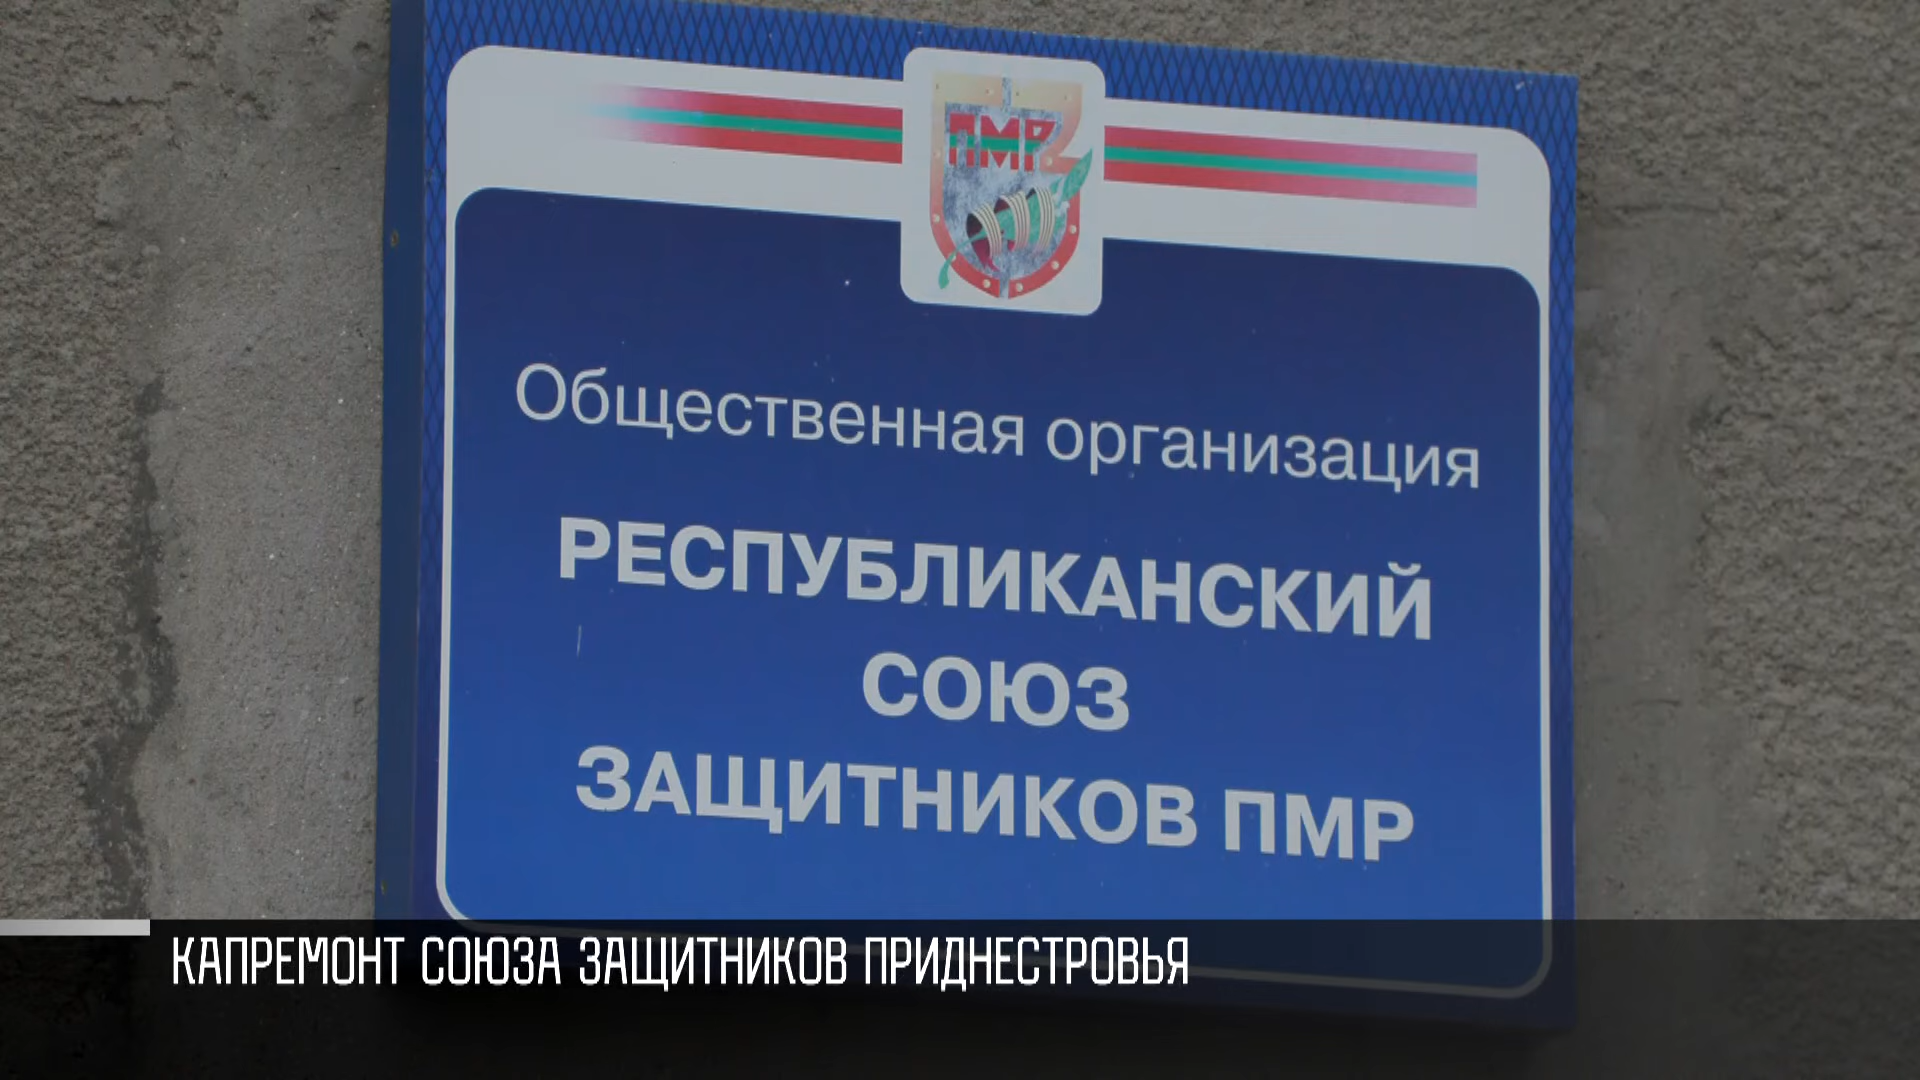 ПМР
Общественная организация
РЕСПУБЛИКАНСКИЙ
СОЮЗ
ЗАЩИТНИКОВ ПМР
КАПРЕМОНТ СОЮЗА ЗАЩИТНИКОВ ПРИДНЕСТРОВЬЯ